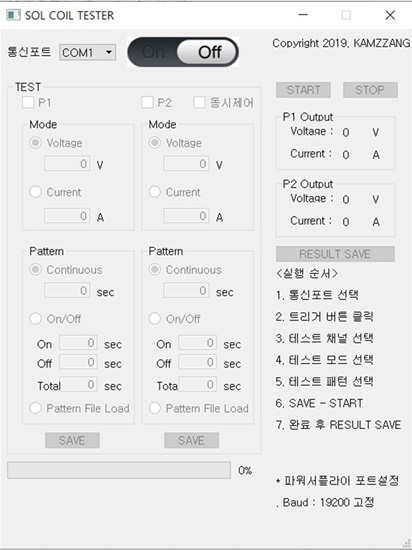 SOL COIL TESTER
통신포트 COM1 On Off
Copyright 2019, KAMZZANG
TEST
P1
P2 동시제어
Mode
Voltage
0 V
Current
0 A
Mode
Voltage
0 V
Current
0 A
Pattern
Continuous
0 sec
On/Off
On 0 sec
Off 0 sec
Total 0 sec
Pattern File Load
SAVE
Pattern
Continuous
0 sec
On/Off
On 0 sec
Off 0 sec
Tota 0 sec
Pattern File Load
SAVE
0%
START STOP
P1 Output
Voltage : 0 V
Current : 0 A
P2 Output
Voltage : 0 V
Current : 0 A
RESULT SAVE
<실행 순서>
1. 통신포트 선택
2. 트리거 버튼 클릭
3. 테스트 채널 선택
4. 테스트 모드 선택
5. 테스트 패턴 선택
6. SAVE - START
7. 완료 후 RESULT SAVE
* 파워서플라이 포트설정
. Baud : 19200 고정